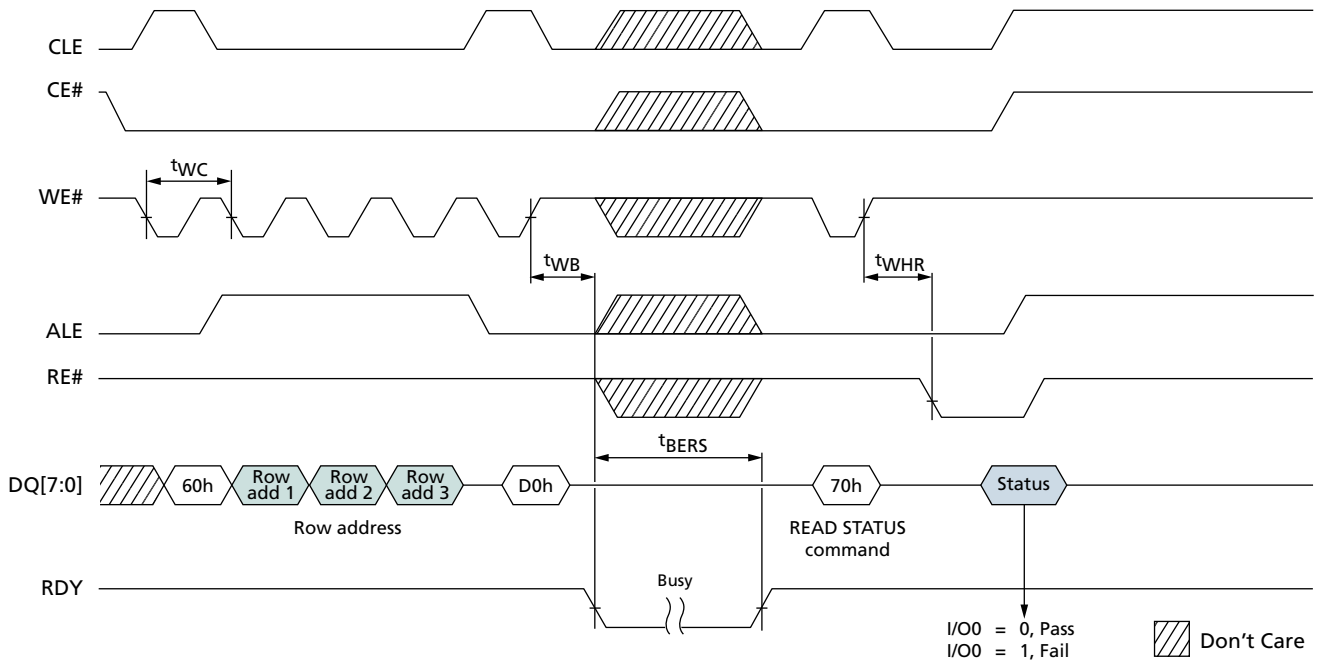 CLE
CE#
tWC
WE#
tWB
tWHR
ALE
RE#
tBERS
DQ[7:0]
60h
Row add 1
Row add 2
Row add 3
D0h
70h
Status
Row address
READ STATUS
command
RDY
Busy
I/O0 = 0, Pass
I/O0 = 1, Fail
Don't Care